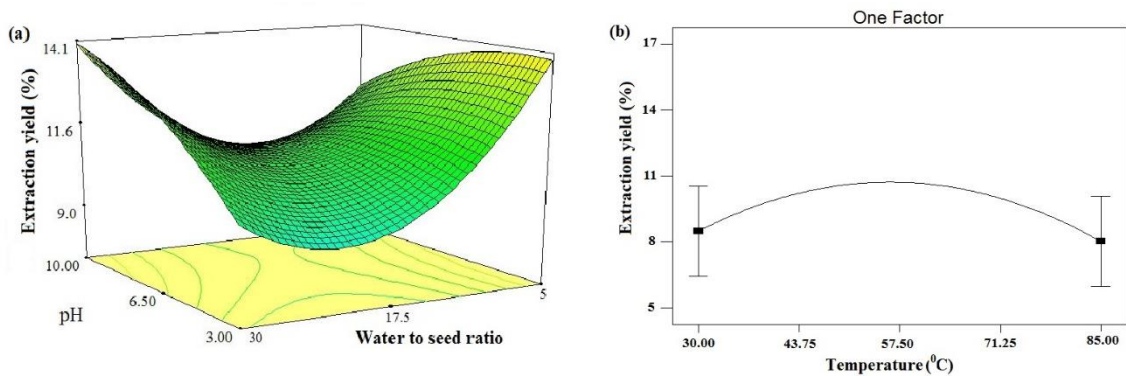 (a)
14.1
11.6
9.0
Extraction yield (%)
10.00
6.50
3.00
pH
30
17.5
5
Water to seed ratio
One Factor
(b)
17
14
11
8
5
Extraction yield (%)
30.00
43.75
57.50
71.25
85.00
Temperature (⁰C)